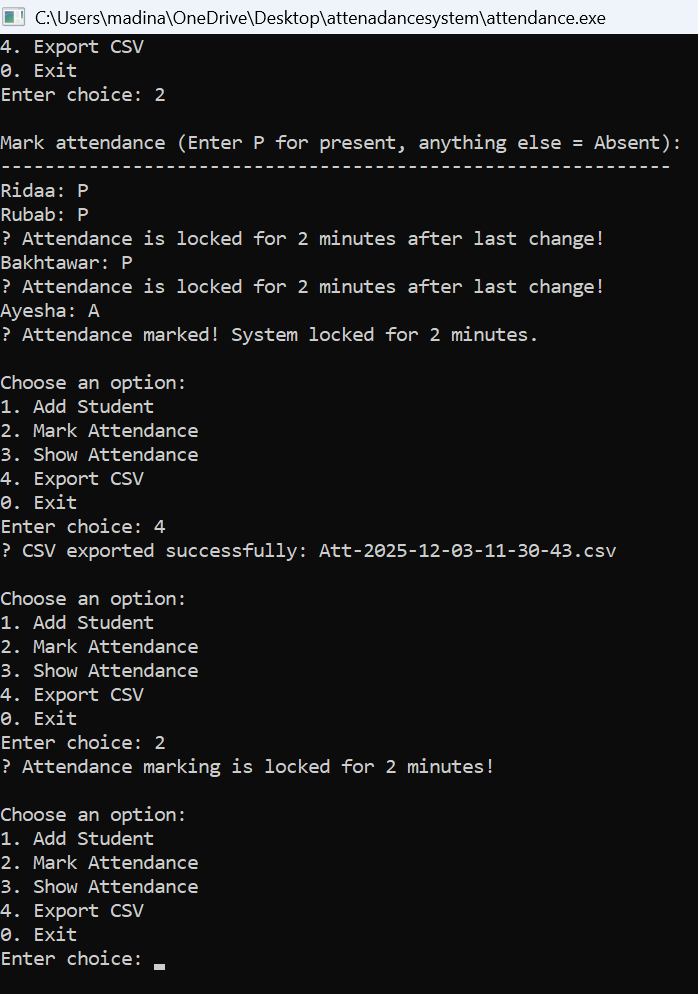 C:\Users\madina\OneDrive\Desktop\attenadancesystem\attendance.exe
4. Export CSV
0. Exit
Enter choice: 2

Mark attendance (Enter P for present, anything else = Absent):
-------------------------------------------------------------
Ridaa: P
Rubab: P
? Attendance is locked for 2 minutes after last change!
Bakhtawar: P
? Attendance is locked for 2 minutes after last change!
Ayesha: A
? Attendance marked! System locked for 2 minutes.

Choose an option:
1. Add Student
2. Mark Attendance
3. Show Attendance
4. Export CSV
0. Exit
Enter choice: 4
? CSV exported successfully: Att-2025-12-03-11-30-43.csv

Choose an option:
1. Add Student
2. Mark Attendance
3. Show Attendance
4. Export CSV
0. Exit
Enter choice: 2
? Attendance marking is locked for 2 minutes!

Choose an option:
1. Add Student
2. Mark Attendance
3. Show Attendance
4. Export CSV
0. Exit
Enter choice: